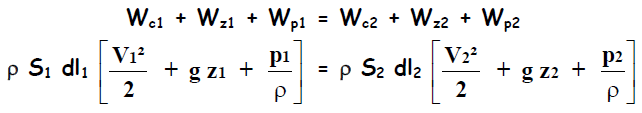 Wc1 + Wz1 + Wp1 = Wc2 + Wz2 + Wp2
ρ S1 dl1 [ V1²/2 + g z1 + p1/ρ ] = ρ S2 dl2 [ V2²/2 + g z2 + p2/ρ ]